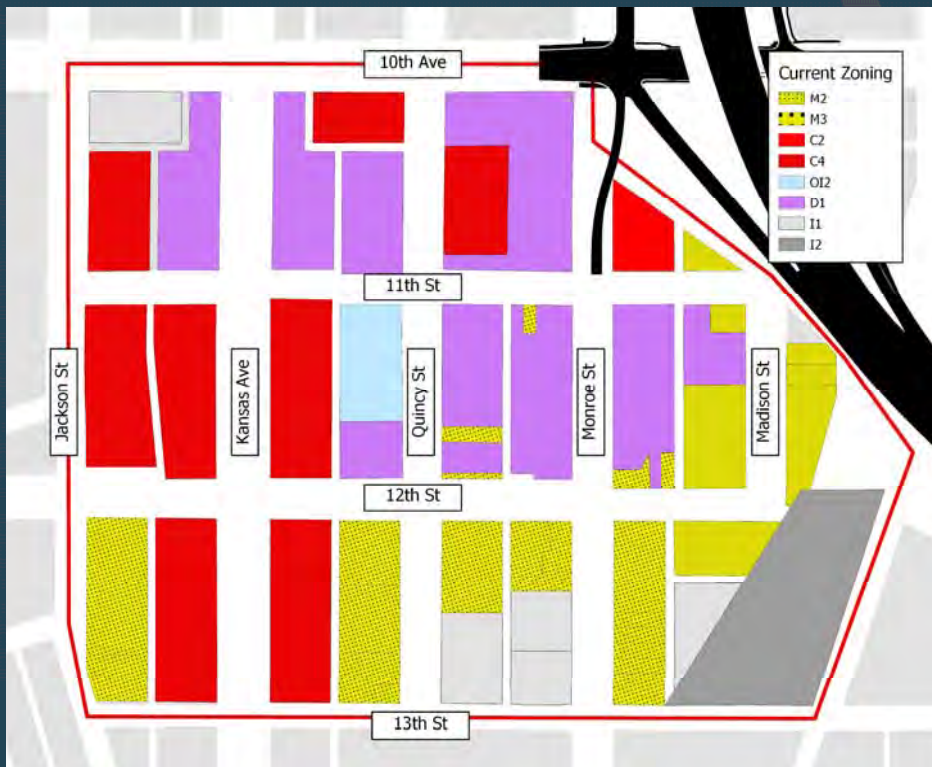 10th Ave
Current Zoning
M2
M3
C2
C4
OI2
D1
I1
I2
11th St
Jackson St
Kansas Ave
Quincy St
Monroe St
Madison St
12th St
13th St